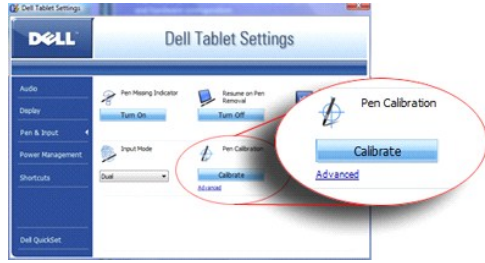 Dell Tablet Settings
DELL
Dell Tablet Settings
Audio
Display
Pen & Input
Power Management
Shortcuts
Dell QuickSet
Pen Missing Indicator
Turn On
Resume on Pen
Removal
Turn Off
Input Mode
Dual
Pen Calibration
Calibrate
Advanced
Pen Calibration
Calibrate
Advanced